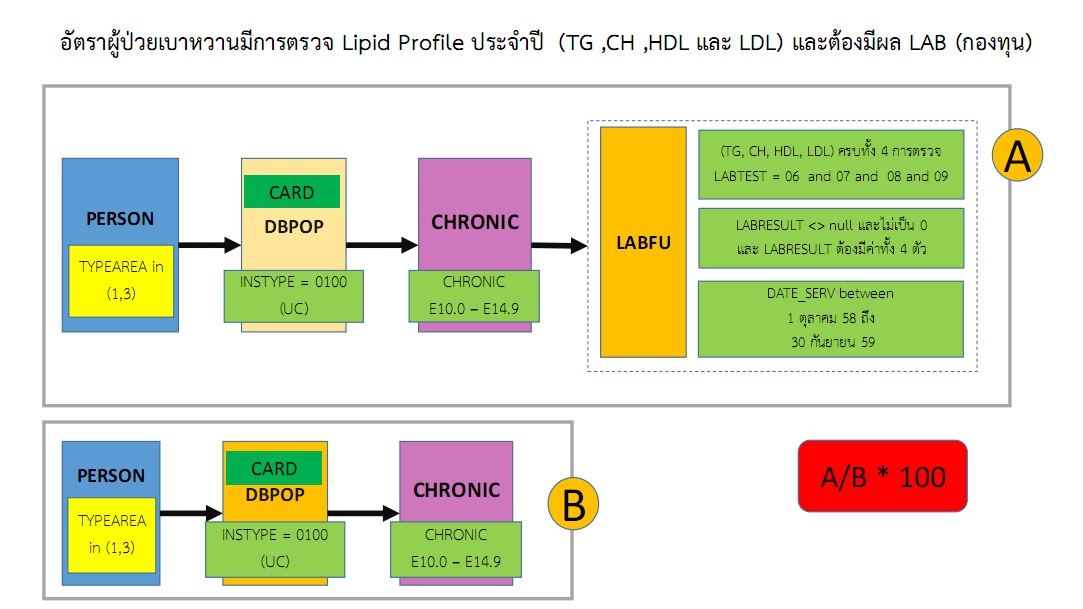 อัตราผู้ป่วยเบาหวานมีการตรวจ Lipid Profile ประจำปี (TG ,CH ,HDL และ LDL) และต้องมีผล LAB (กองทุน)
A
PERSON
TYPEAREA in
(1,3)
CARD
DBPOP
INSTYPE = 0100
(UC)
CHRONIC
CHRONIC
E10.0 – E14.9
LABFU
(TG, CH, HDL, LDL) ครบทั้ง 4 การตรวจ
LABTEST = 06 and 07 and 08 and 09
LABRESULT <> null และไม่เป็น 0
และ LABRESULT ต้องมีค่าทั้ง 4 ตัว
DATE_SERV between
1 ตุลาคม 58 ถึง
30 กันยายน 59
B
PERSON
TYPEAREA
in (1,3)
CARD
DBPOP
INSTYPE = 0100
(UC)
CHRONIC
CHRONIC
E10.0 – E14.9
A/B * 100